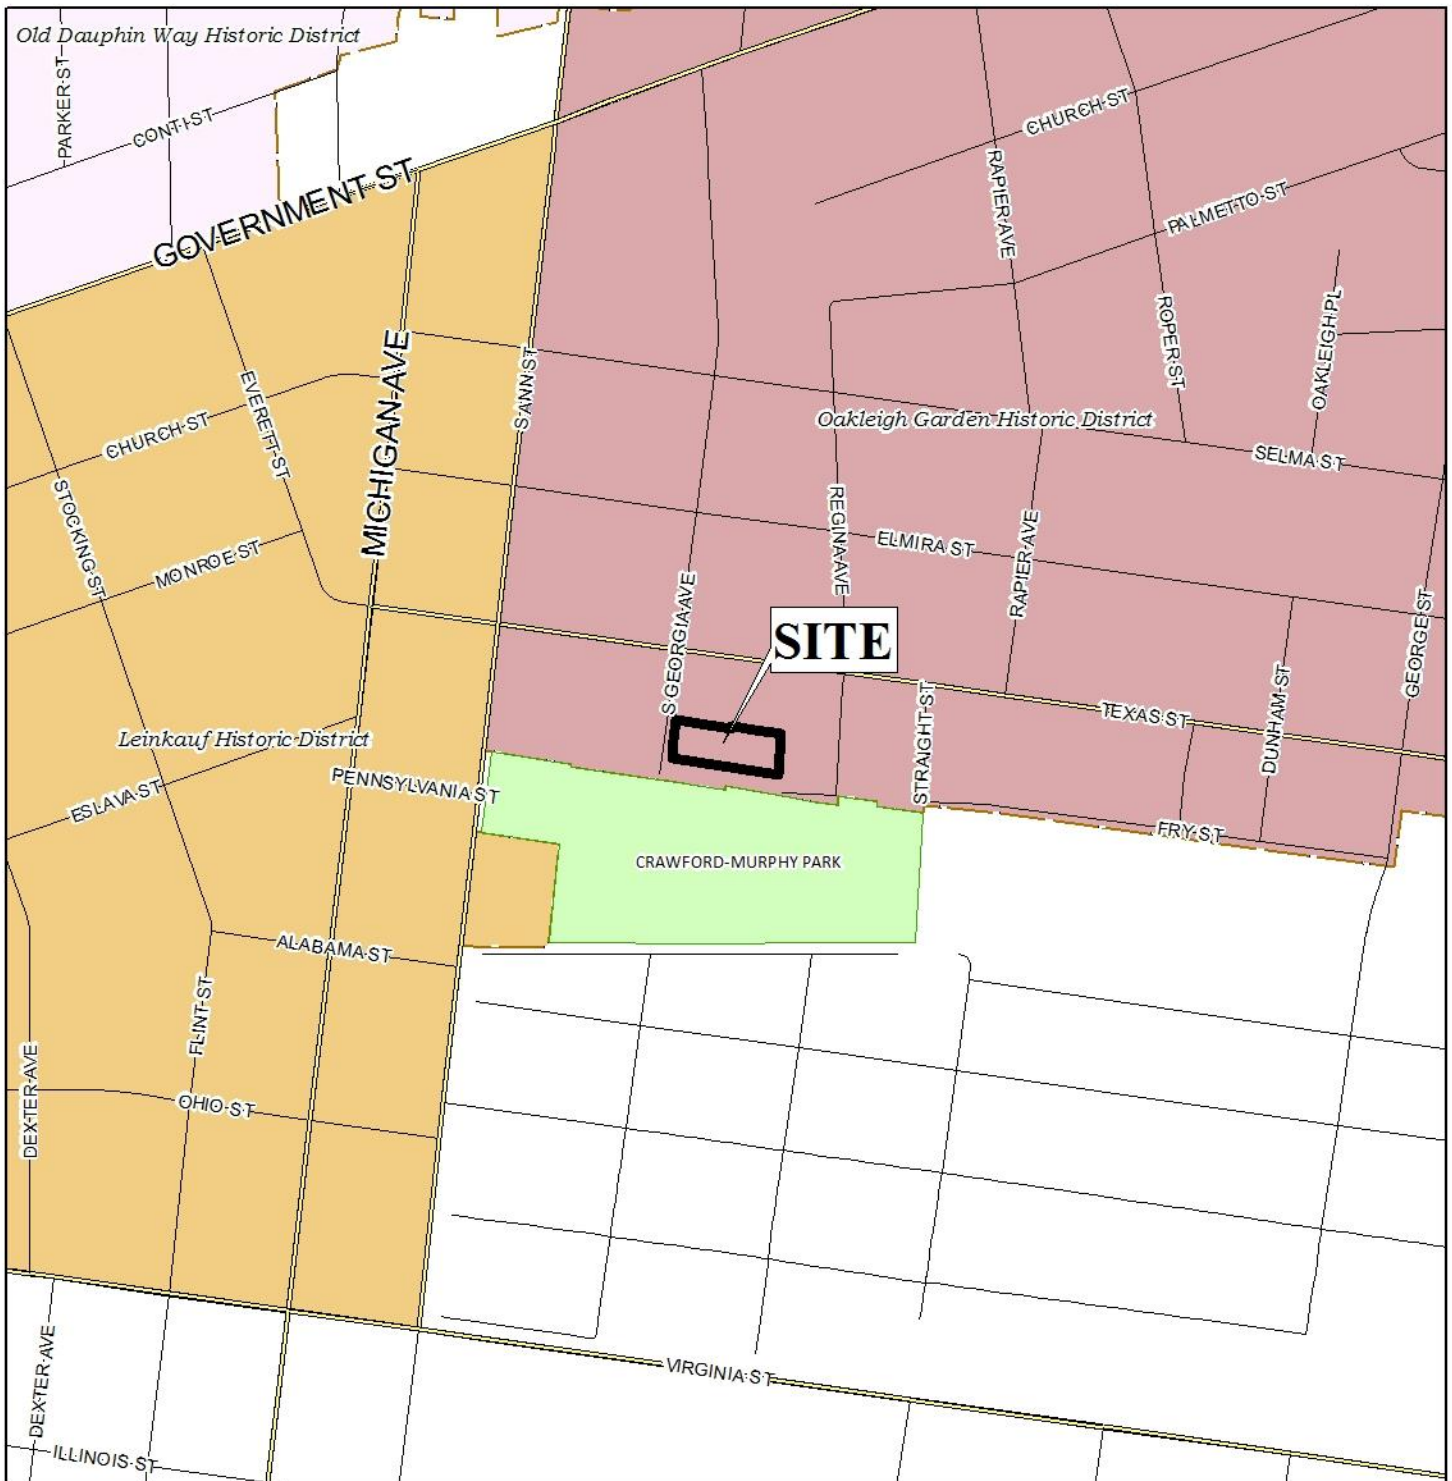 Old Dauphin Way Historic District
PARKER ST
CONTI ST
CHURCH ST
GOVERNMENT ST
RAPIER AVE
PALMETTO ST
ROPER ST
OAKLEIGH PL
MICHIGAN AVE
S ANN ST
EVERETT ST
CHURCH ST
Oakleigh Garden Historic District
SELMA ST
STOCKING ST
MONROE ST
REGINA AVE
ELMIRA ST
RAPIER AVE
S GEORGIA AVE
GEORGE ST
SITE
STRAIGHT ST
TEXAS ST
DUNHAM ST
Leinkauf Historic District
PENNSYLVANIA ST
ESLAVA ST
FRY ST
CRAWFORD-MURPHY PARK
ALABAMA ST
FLINT ST
DEXTER AVE
OHIO ST
VIRGINIA ST
DEXTER AVE
ILLINOIS ST